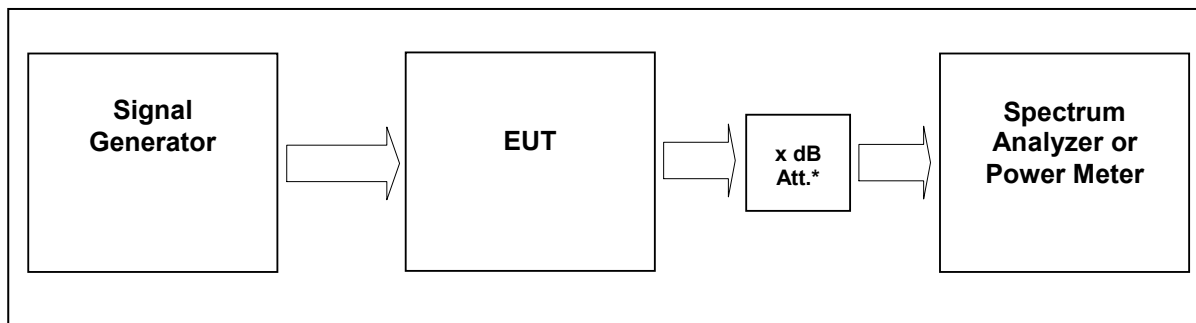 Signal
Generator
EUT
x dB
Att.*
Spectrum
Analyzer or
Power Meter